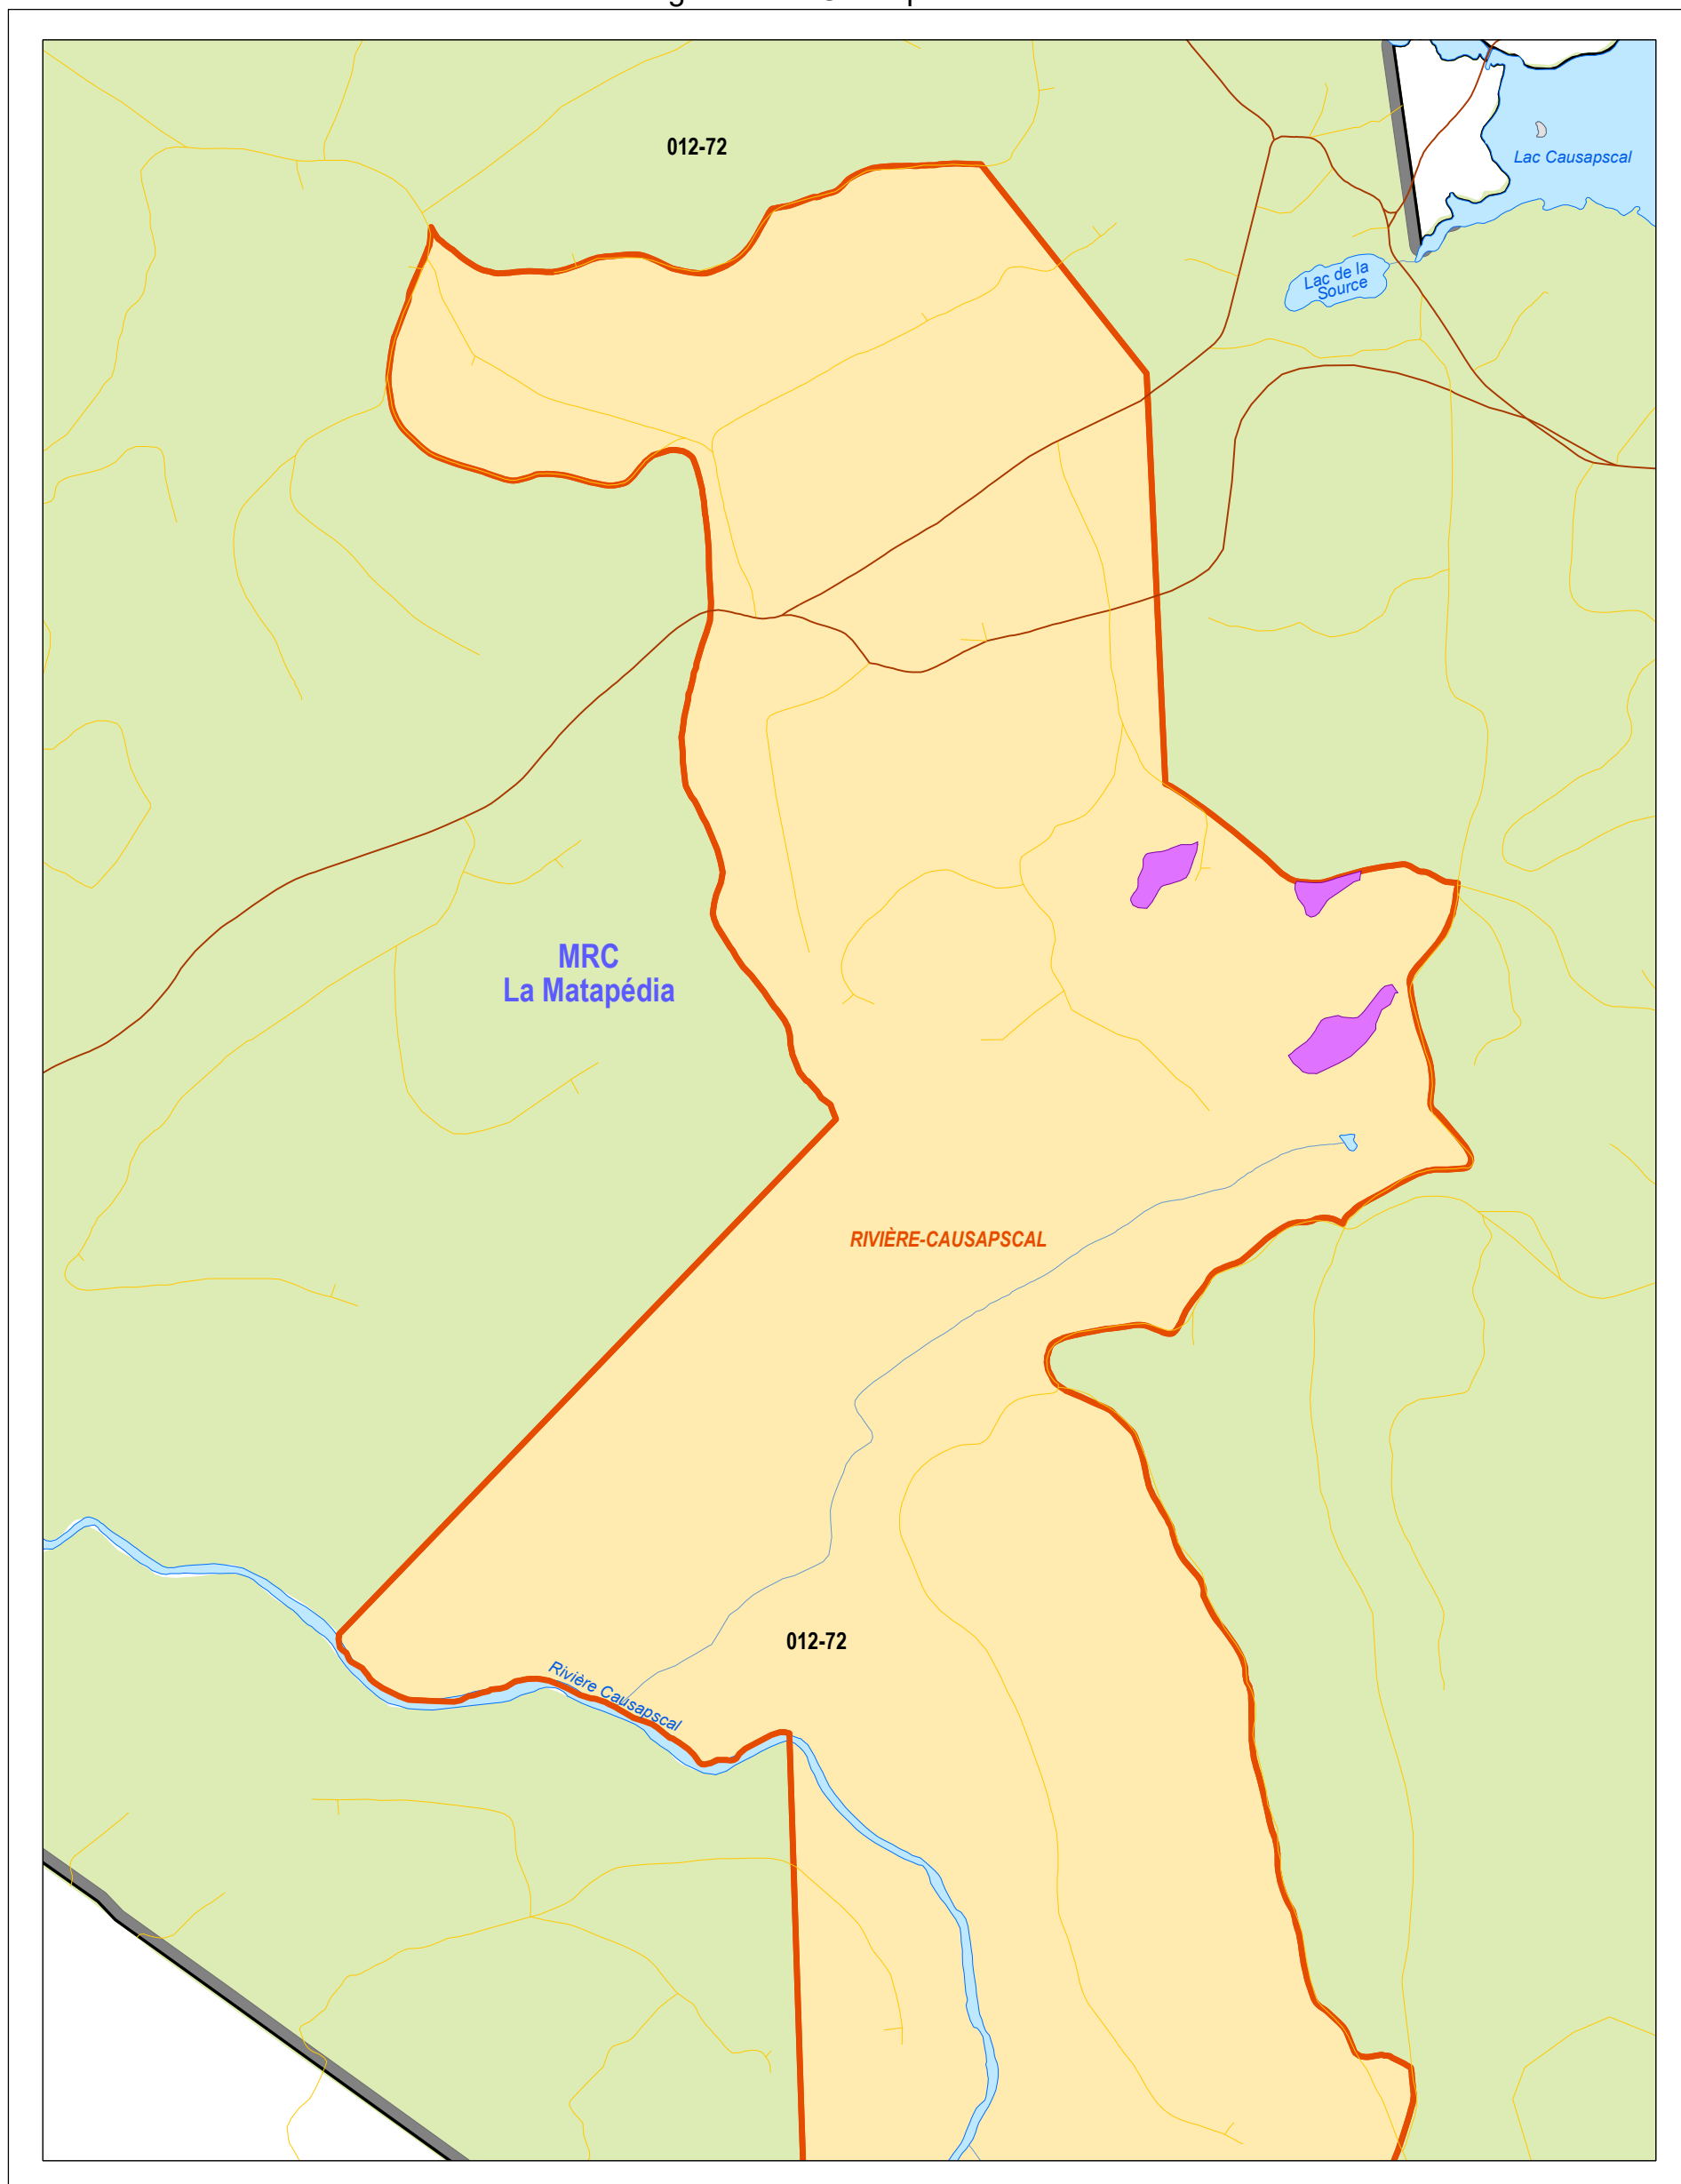 012-72
Lac Causapscal
Lac de la
Source
MRC
La Matapédia
RIVIÈRE-CAUSAPSCAL
012-72
Rivière Causapscal